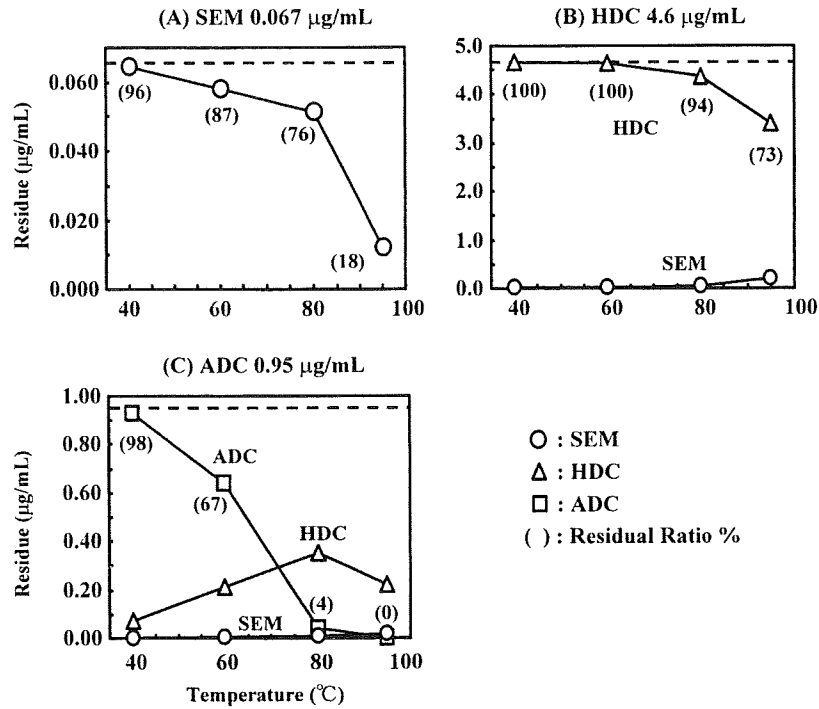 (A) SEM 0.067 μg/mL
Residue (μg/mL)
0.060
0.040
0.020
0.000
(96)
(87)
(76)
(18)
40
60
80
100
(B) HDC 4.6 μg/mL
5.0
4.0
3.0
2.0
1.0
0.0
(100)
(100)
(94)
(73)
HDC
SEM
40
60
80
100
(C) ADC 0.95 μg/mL
Residue (μg/mL)
1.00
0.80
0.60
0.40
0.20
0.00
(98)
ADC
(67)
HDC
(4)
(0)
SEM
40
60
80
100
Temperature (℃)
: SEM
: HDC
: ADC
( ) : Residual Ratio %